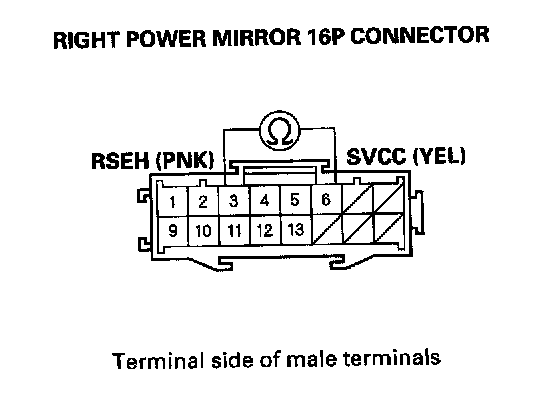 RIGHT POWER MIRROR 16P CONNECTOR
Ω
RSEH (PNK) SVCC (YEL)
1 2 3 4 5 6
9 10 11 12 13
Terminal side of male terminals